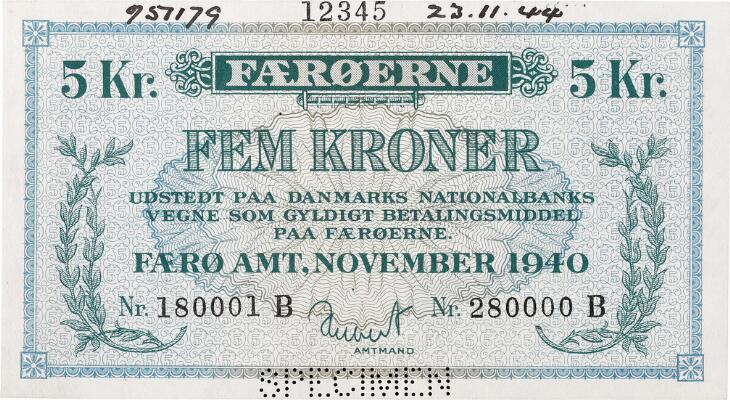 957179 12345 23.11.44
5 Kr. FÆRØERNE 5 Kr.
FEM KRONER
UDSTEDT PAA DANMARKS NATIONALBANKS
VEGNE SOM GYLDIGT BETALINGSMIDDEL
PAA FÆRØERNE.
FÆRØ AMT, NOVEMBER 1940
Nr. 180001 B Nr. 280000 B
AMTMAND
SPECIMEN